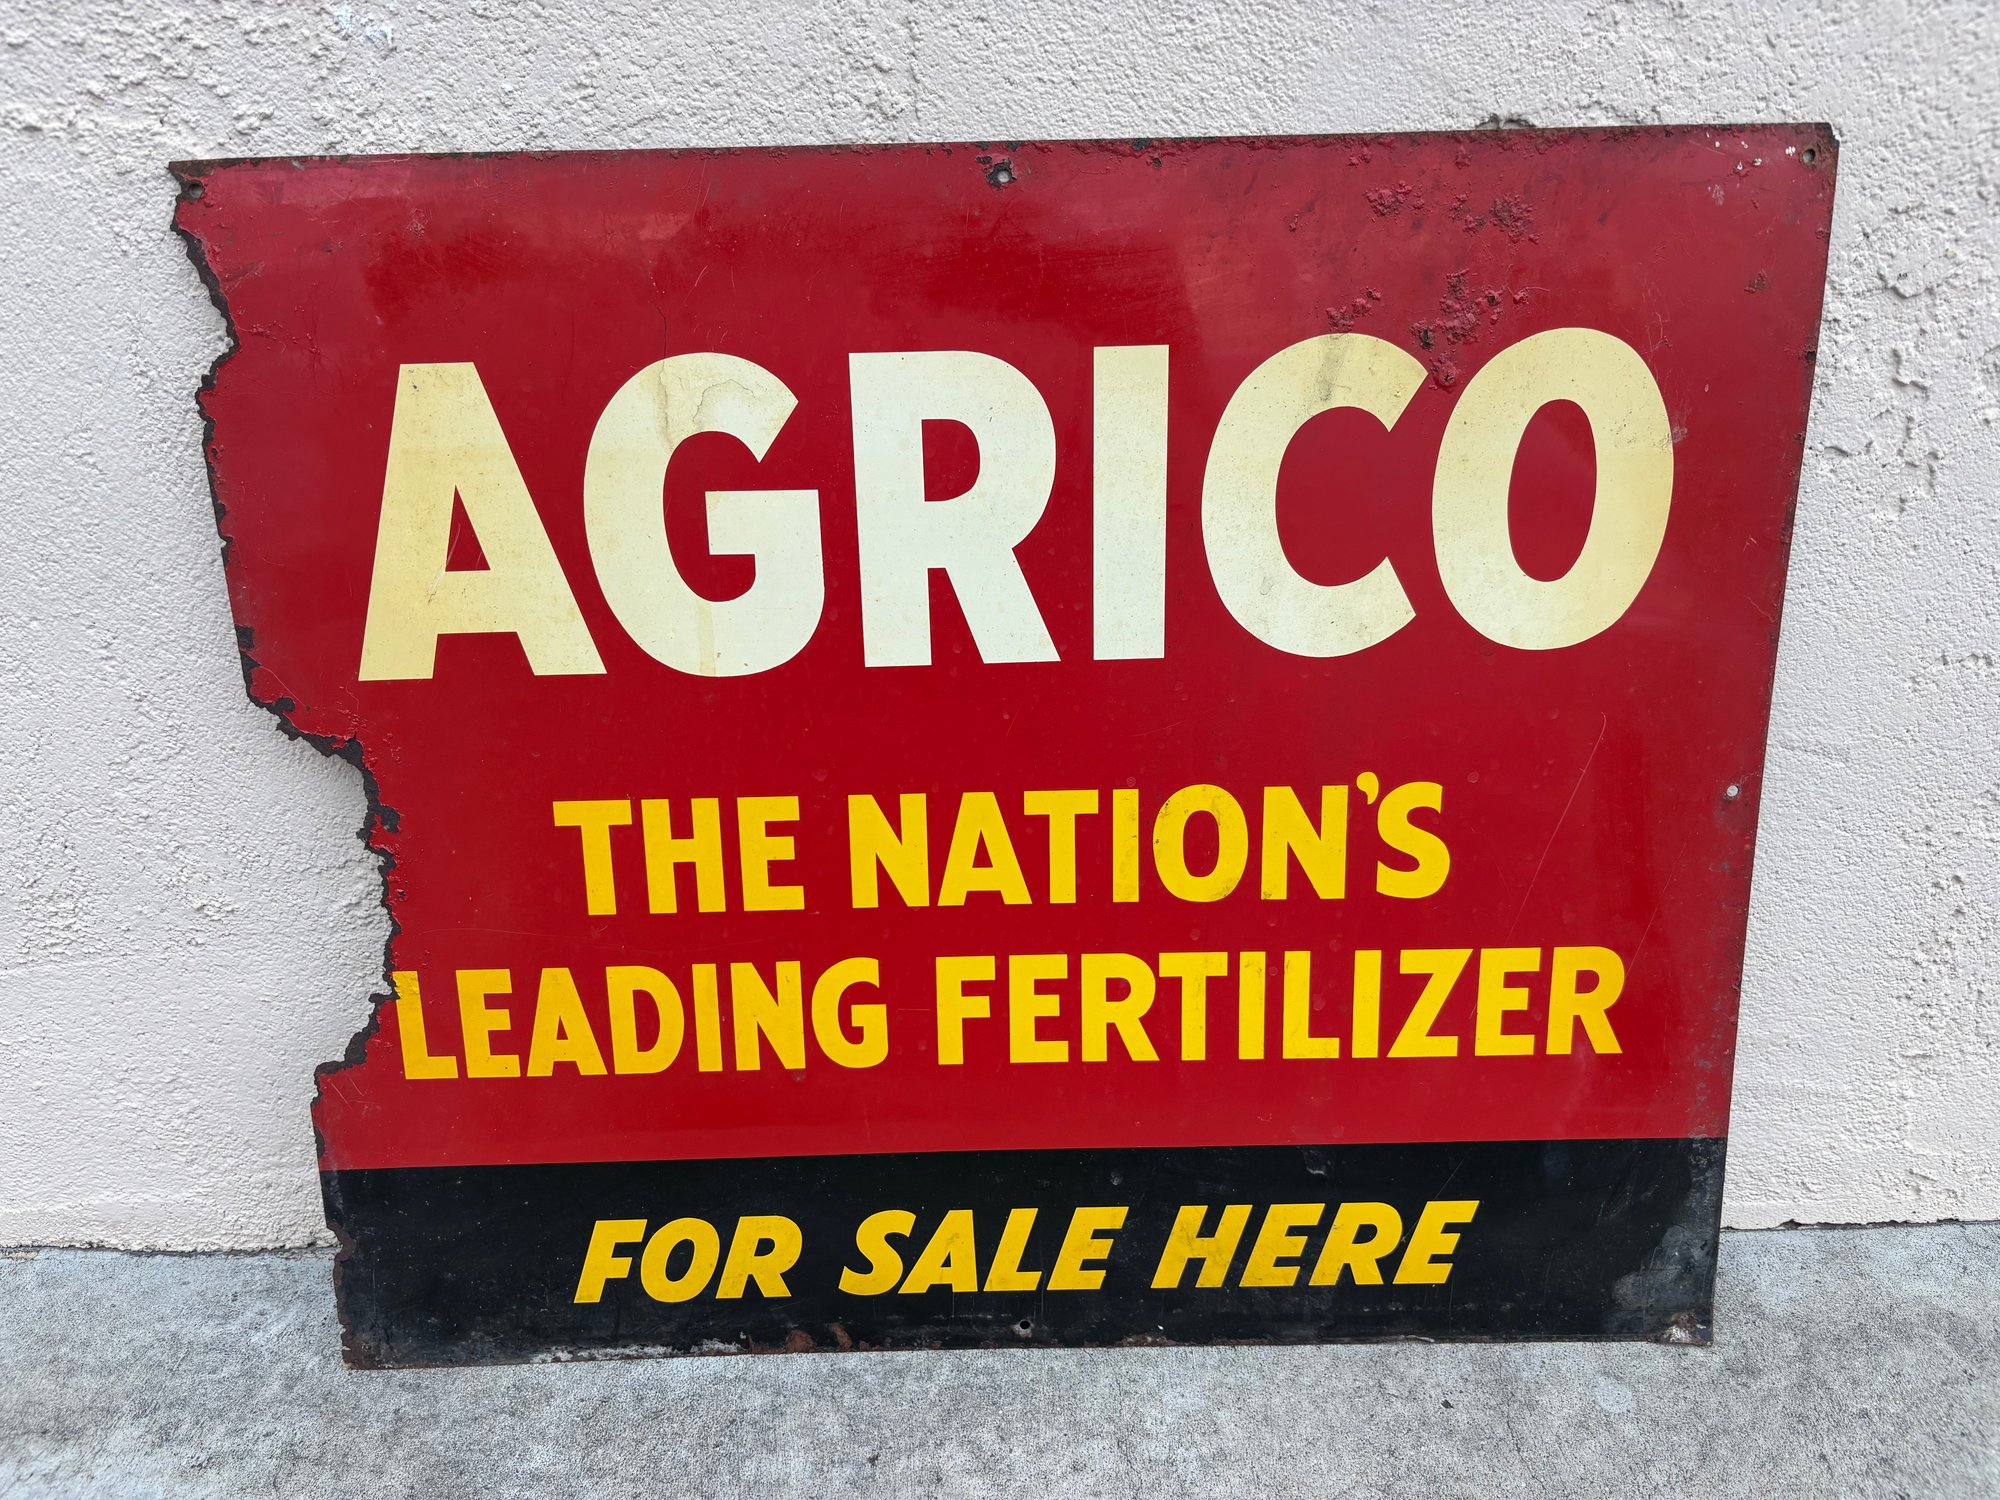 AGRICO
THE NATION'S
LEADING FERTILIZER
FOR SALE HERE